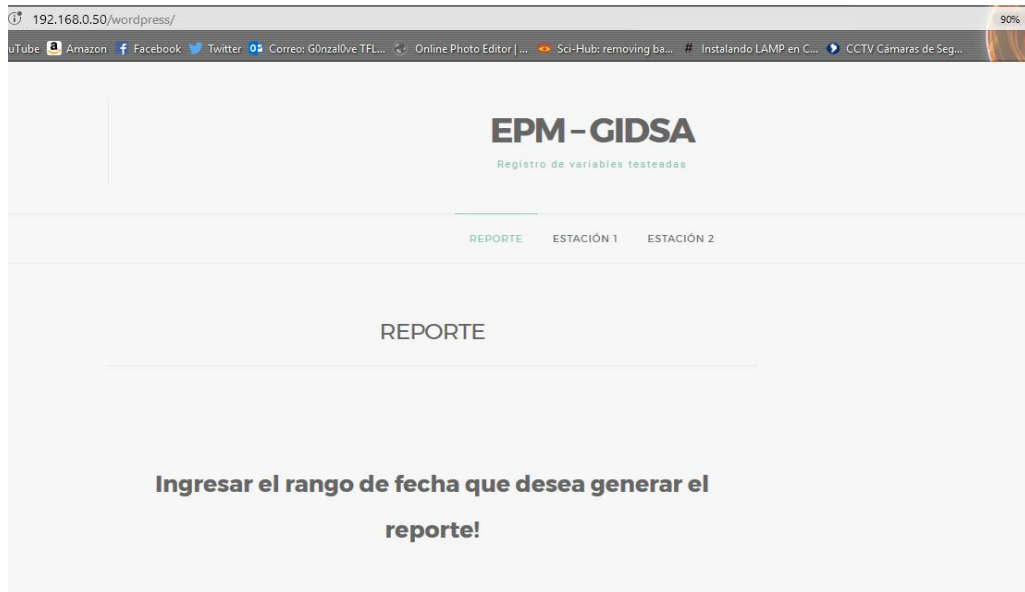 192.168.0.50/wordpress/ 90%
uTube Amazon Facebook Twitter Correo: G0nzal0ve TFL... Online Photo Editor | ... Sci-Hub: removing ba... # Instalando LAMP en C... CCTV Cámaras de Seg...
EPM – GIDSA
Registro de variables testeadas
REPORTE ESTACIÓN 1 ESTACIÓN 2
REPORTE
Ingresar el rango de fecha que desea generar el
reporte!